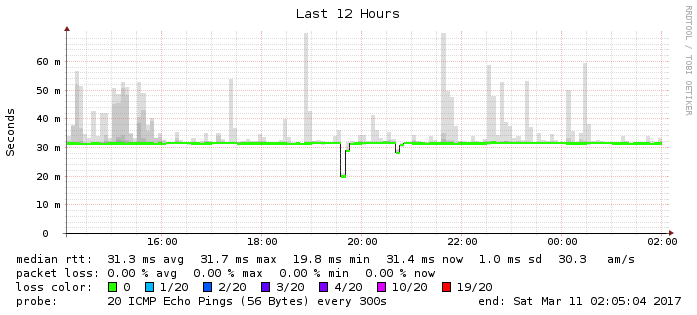 Last 12 Hours
RRDTOOL / TOBI OETIKER
Seconds
60 m
50 m
40 m
30 m
20 m
10 m
0
16:00 18:00 20:00 22:00 00:00 02:00
median rtt: 31.3 ms avg 31.7 ms max 19.8 ms min 31.4 ms now 1.0 ms sd 30.3 am/s
packet loss: 0.00 % avg 0.00 % max 0.00 % min 0.00 % now
loss color: 0 1/20 2/20 3/20 4/20 10/20 19/20
probe: 20 ICMP Echo Pings (56 Bytes) every 300s end: Sat Mar 11 02:05:04 2017